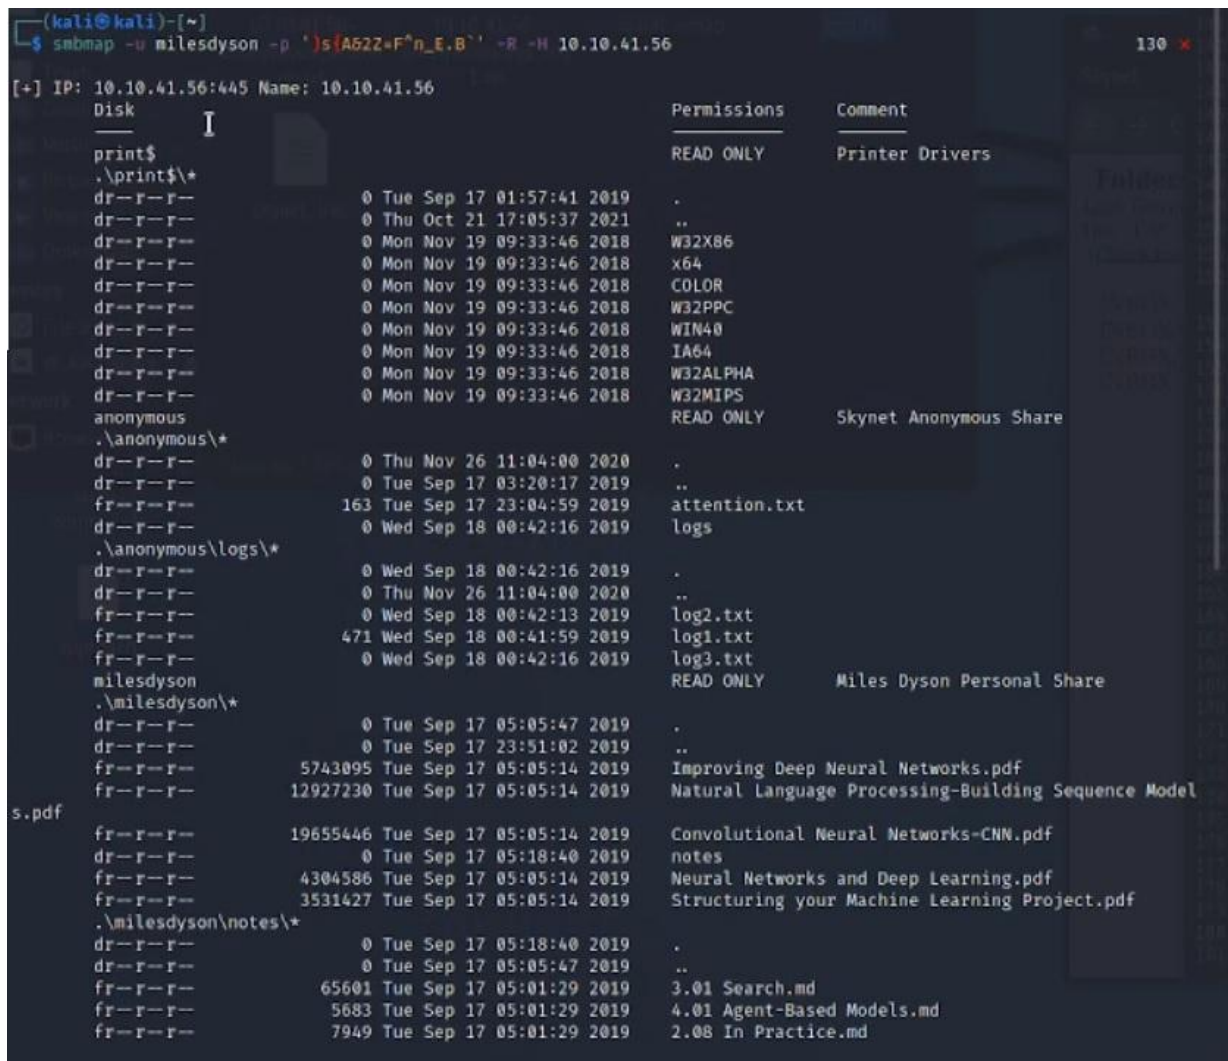 (kali㉿kali)-[~]
$ smbmap -u milesdyson -p ')s{A&2Z=F^n_E.B`' -R -H 10.10.41.56 130 ⨯
[+] IP: 10.10.41.56:445 Name: 10.10.41.56
Disk Permissions Comment
print$ READ ONLY Printer Drivers
.\print$\*
dr--r--r-- 0 Tue Sep 17 01:57:41 2019 .
dr--r--r-- 0 Thu Oct 21 17:05:37 2021 ..
dr--r--r-- 0 Mon Nov 19 09:33:46 2018 W32X86
dr--r--r-- 0 Mon Nov 19 09:33:46 2018 x64
dr--r--r-- 0 Mon Nov 19 09:33:46 2018 COLOR
dr--r--r-- 0 Mon Nov 19 09:33:46 2018 W32PPC
dr--r--r-- 0 Mon Nov 19 09:33:46 2018 WIN40
dr--r--r-- 0 Mon Nov 19 09:33:46 2018 IA64
dr--r--r-- 0 Mon Nov 19 09:33:46 2018 W32ALPHA
dr--r--r-- 0 Mon Nov 19 09:33:46 2018 W32MIPS
anonymous READ ONLY Skynet Anonymous Share
.\anonymous\*
dr--r--r-- 0 Thu Nov 26 11:04:00 2020 .
dr--r--r-- 0 Tue Sep 17 03:20:17 2019 ..
fr--r--r-- 163 Tue Sep 17 23:04:59 2019 attention.txt
dr--r--r-- 0 Wed Sep 18 00:42:16 2019 logs
.\anonymous\logs\*
dr--r--r-- 0 Wed Sep 18 00:42:16 2019 .
dr--r--r-- 0 Thu Nov 26 11:04:00 2020 ..
fr--r--r-- 0 Wed Sep 18 00:42:13 2019 log2.txt
fr--r--r-- 471 Wed Sep 18 00:41:59 2019 log1.txt
fr--r--r-- 0 Wed Sep 18 00:42:16 2019 log3.txt
milesdyson READ ONLY Miles Dyson Personal Share
.\milesdyson\*
dr--r--r-- 0 Tue Sep 17 05:05:47 2019 .
dr--r--r-- 0 Tue Sep 17 23:51:02 2019 ..
fr--r--r-- 5743095 Tue Sep 17 05:05:14 2019 Improving Deep Neural Networks.pdf
fr--r--r-- 12927230 Tue Sep 17 05:05:14 2019 Natural Language Processing-Building Sequence Model
s.pdf
fr--r--r-- 19655446 Tue Sep 17 05:05:14 2019 Convolutional Neural Networks-CNN.pdf
dr--r--r-- 0 Tue Sep 17 05:18:40 2019 notes
fr--r--r-- 4304586 Tue Sep 17 05:05:14 2019 Neural Networks and Deep Learning.pdf
fr--r--r-- 3531427 Tue Sep 17 05:05:14 2019 Structuring your Machine Learning Project.pdf
.\milesdyson\notes\*
dr--r--r-- 0 Tue Sep 17 05:18:40 2019 .
dr--r--r-- 0 Tue Sep 17 05:05:47 2019 ..
fr--r--r-- 65601 Tue Sep 17 05:01:29 2019 3.01 Search.md
fr--r--r-- 5683 Tue Sep 17 05:01:29 2019 4.01 Agent-Based Models.md
fr--r--r-- 7949 Tue Sep 17 05:01:29 2019 2.08 In Practice.md